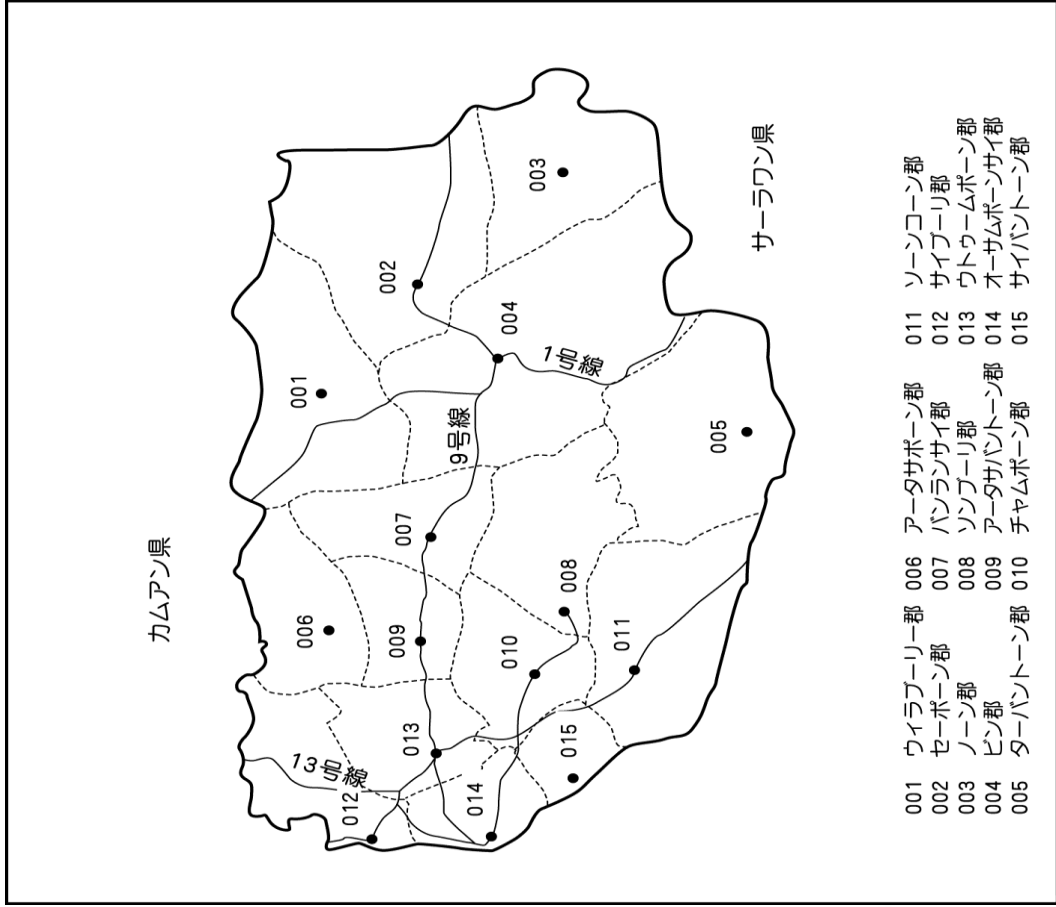 カムアン県
サーラワン県
13号線
9号線
1号線
001
002
003
004
005
006
007
008
009
010
011
012
013
014
015
001 ウィラブーリー郡
002 セーポーン郡
003 ノーン郡
004 ピン郡
005 ターパントーン郡
006 アータサポーン郡
007 パランサイ郡
008 ソンブーリ郡
009 アータサパントーン郡
010 チャムポーン郡
011 ソーンコーン郡
012 サイブーリ郡
013 ウトゥームポーン郡
014 オーサムポーンサイ郡
015 サイパントーン郡